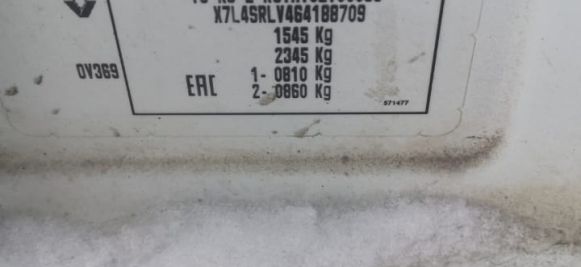 X7L4SRLV464188709
1545 Kg
2345 Kg
0V369
EAC
1- 0810 Kg
2- 0860 Kg
571477